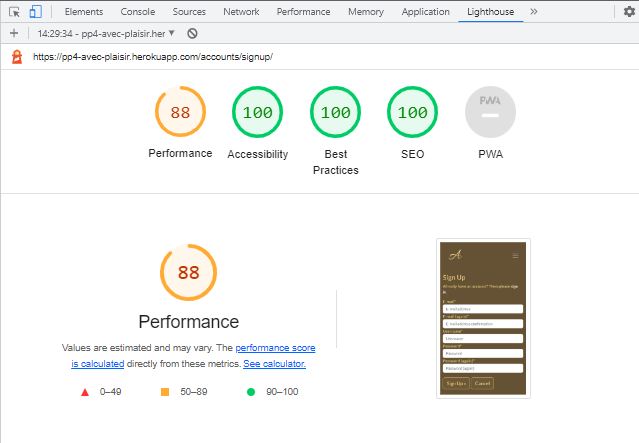 Elements Console Sources Network Performance Memory Application Lighthouse »
14:29:34 - pp4-avec-plaisir.her
https://pp4-avec-plaisir.herokuapp.com/accounts/signup/
88 100 100 100 PWA
Performance Accessibility Best Practices SEO PWA
88
Performance
Values are estimated and may vary. The performance score
is calculated directly from these metrics. See calculator.
0–49 50–89 90–100
A
Sign Up
Already have an account? Then please sign
in.
E-mail*
E-mail address
E-mail (again)*
E-mail address confirmation
Username*
Username
Password*
Password
Password (again)*
Password (again)
Sign Up » Cancel